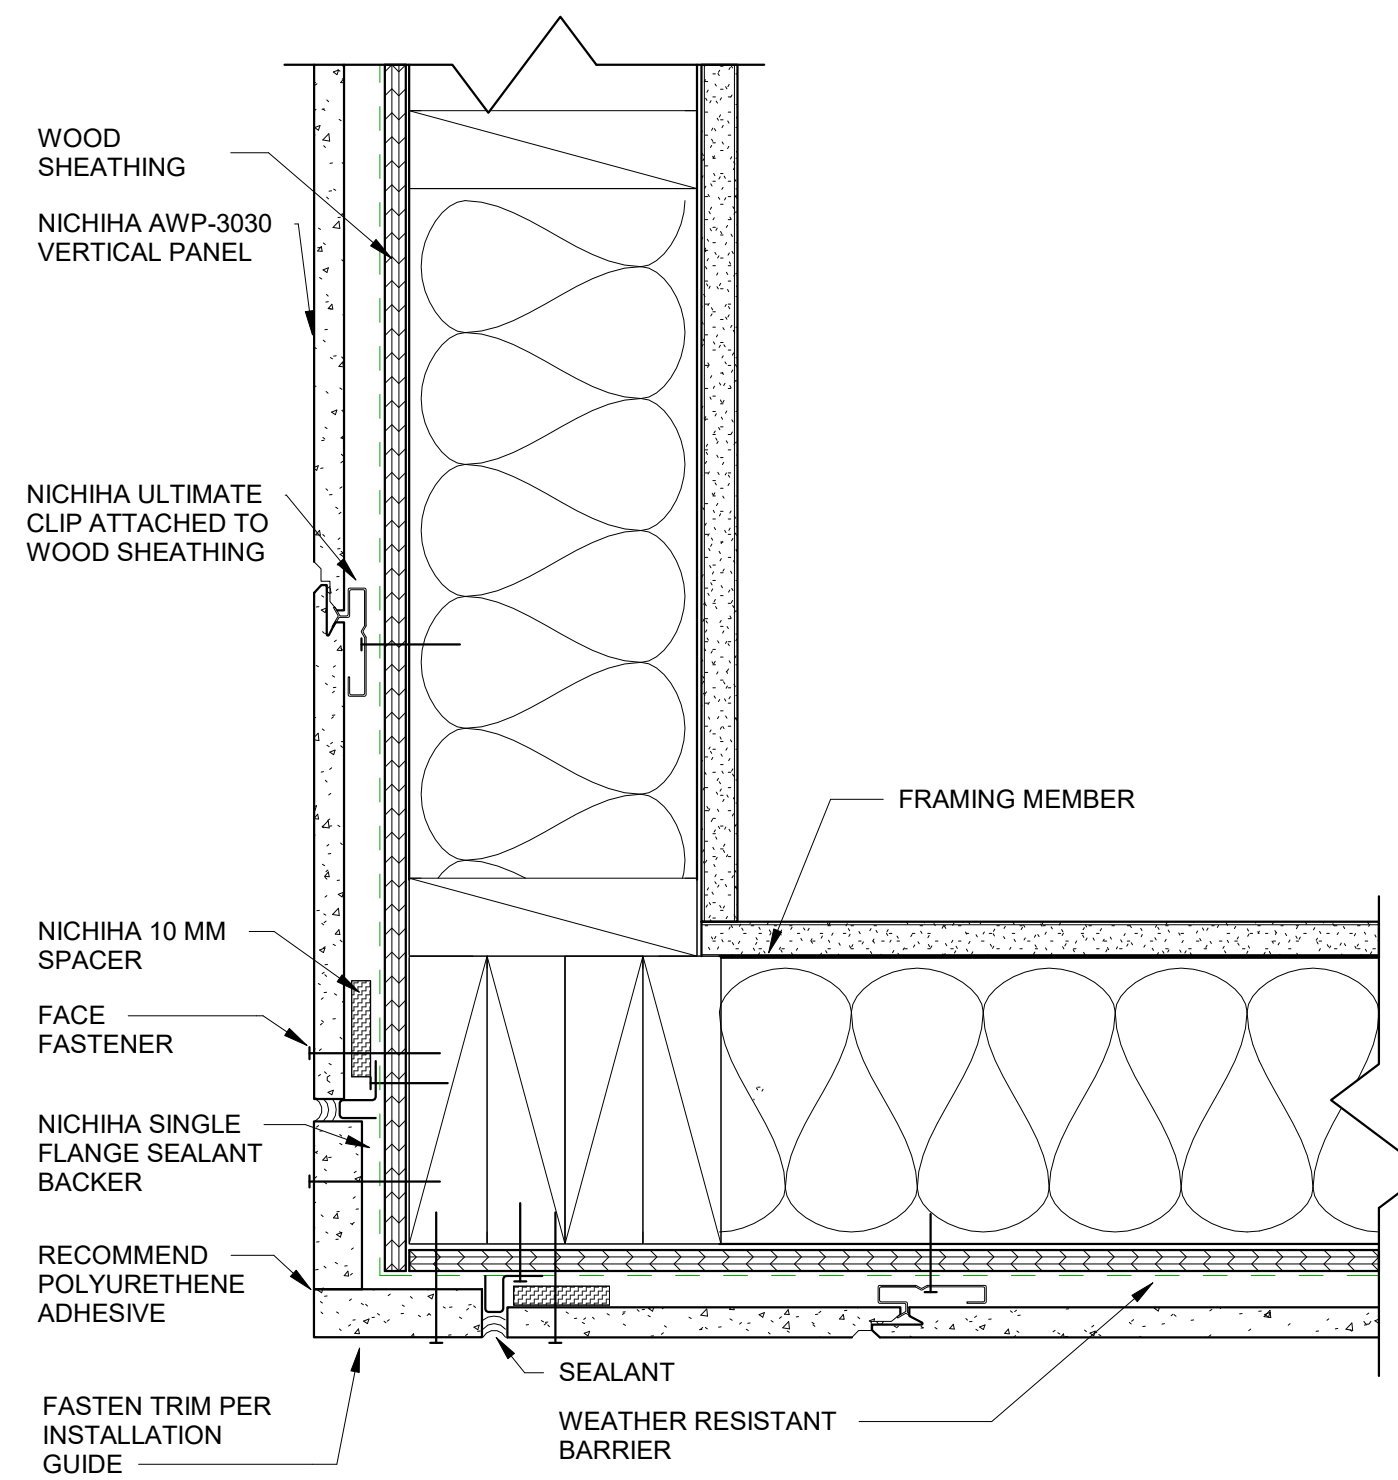 WOOD
SHEATHING
NICHIHA AWP-3030
VERTICAL PANEL
NICHIHA ULTIMATE
CLIP ATTACHED TO
WOOD SHEATHING
FRAMING MEMBER
NICHIHA 10 MM
SPACER
FACE
FASTENER
NICHIHA SINGLE
FLANGE SEALANT
BACKER
RECOMMEND
POLYURETHENE
ADHESIVE
SEALANT
FASTEN TRIM PER
INSTALLATION
GUIDE
WEATHER RESISTANT
BARRIER